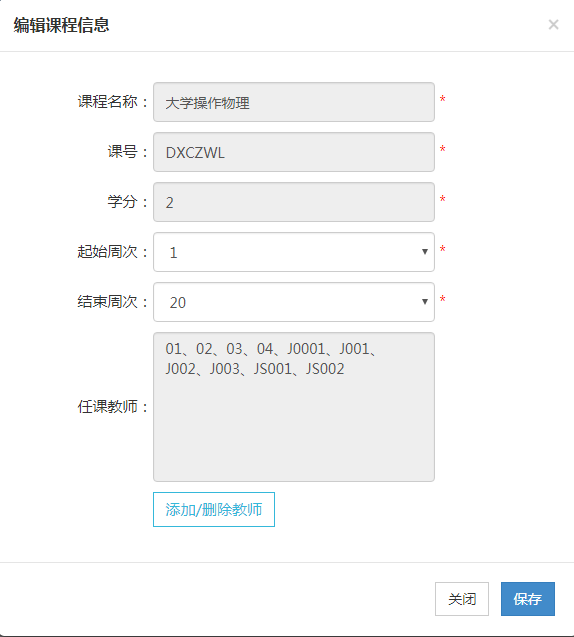 编辑课程信息 ×
课程名称： 大学操作物理 *
课号： DXCZWL *
学分： 2 *
起始周次： 1 *
结束周次： 20 *
01、02、03、04、J0001、J001、
J002、J003、JS001、JS002
任课教师：
添加/删除教师
关闭 保存